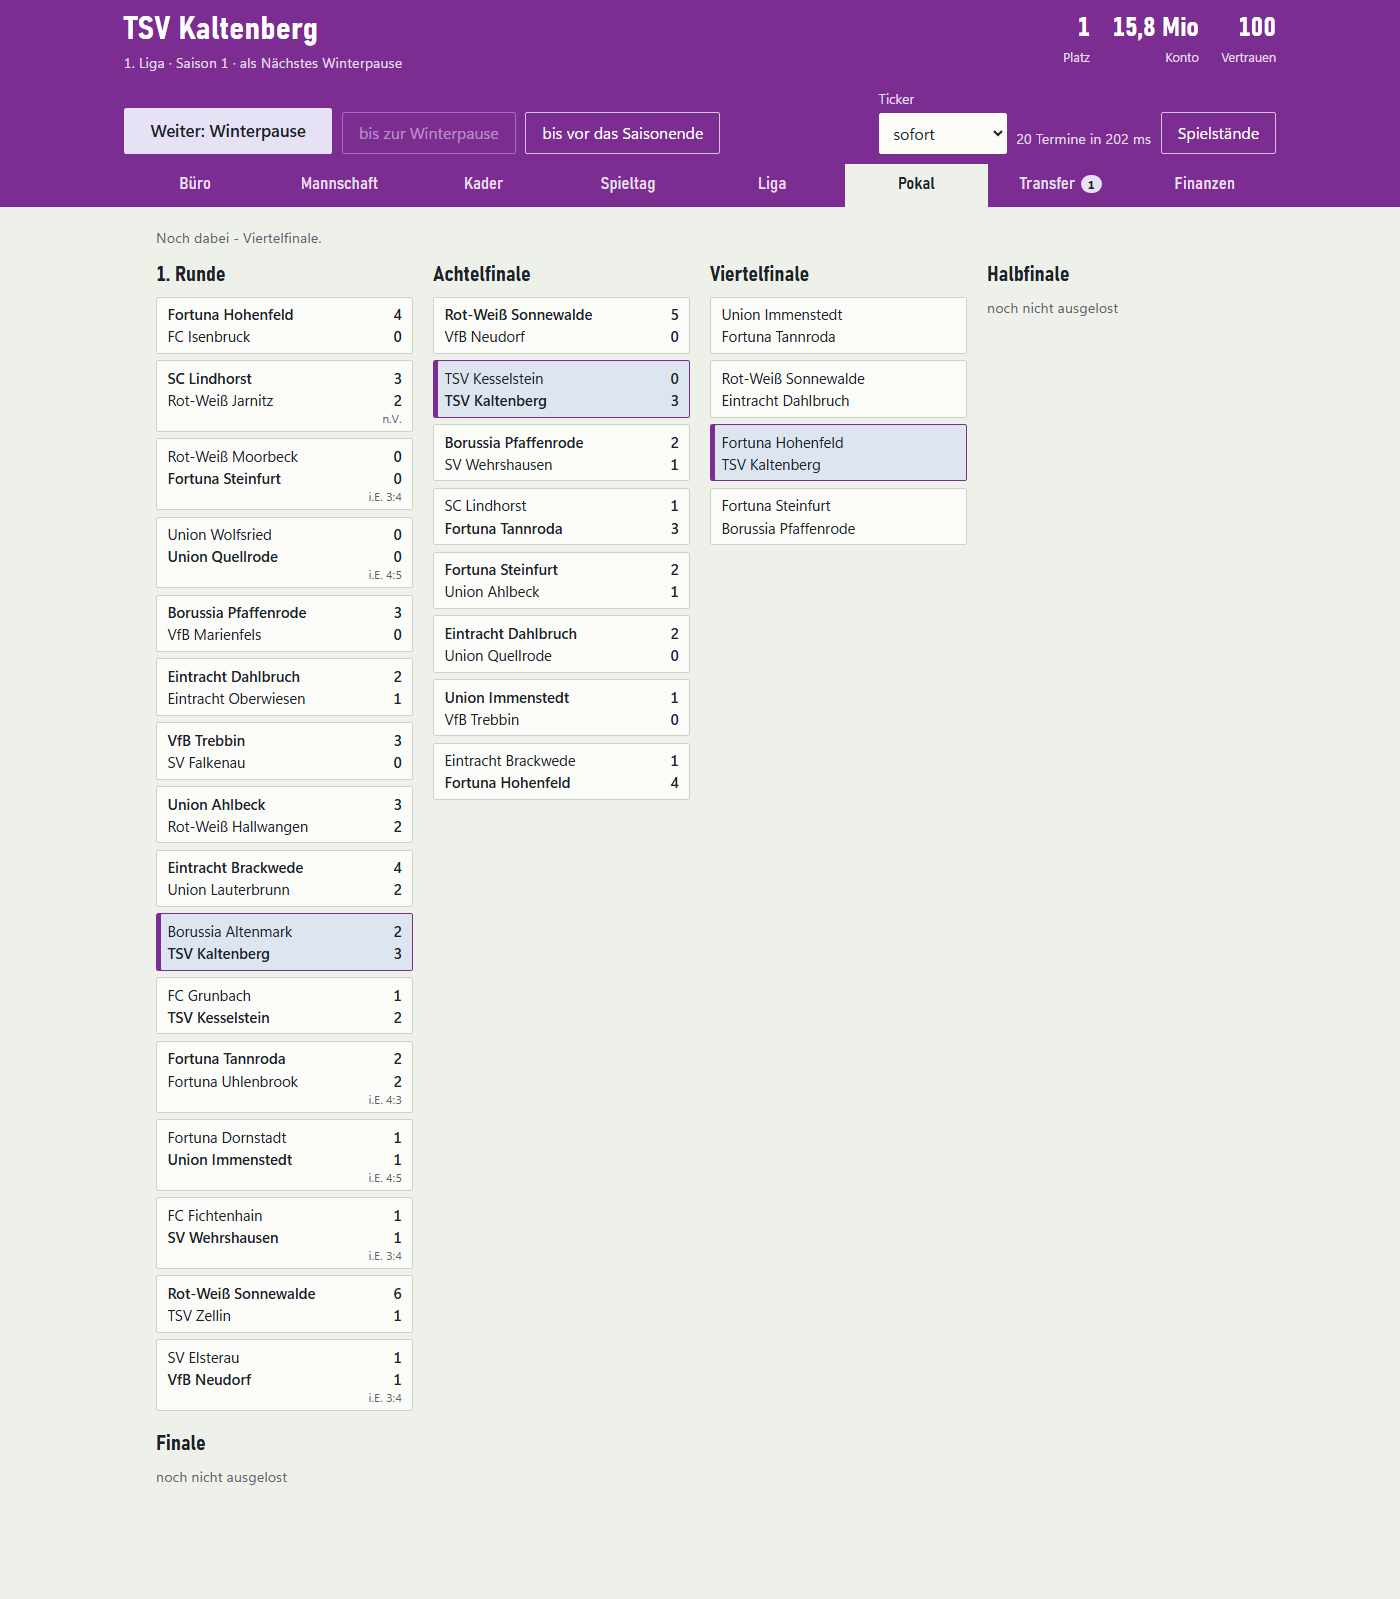 TSV Kaltenberg
1. Liga · Saison 1 · als Nächstes Winterpause
1 15,8 Mio 100
Platz Konto Vertrauen
Weiter: Winterpause
bis zur Winterpause
bis vor das Saisonende
Ticker
sofort
20 Termine in 202 ms
Spielstände
Büro Mannschaft Kader Spieltag Liga Pokal Transfer 1 Finanzen
Noch dabei - Viertelfinale.
1. Runde
Fortuna Hohenfeld 4
FC Isenbruck 0
SC Lindhorst 3
Rot-Weiß Jarnitz 2
n.V.
Rot-Weiß Moorbeck 0
Fortuna Steinfurt 0
i.E. 3:4
Union Wolfsried 0
Union Quellrode 0
i.E. 4:5
Borussia Pfaffenrode 3
VfB Marienfels 0
Eintracht Dahlbruch 2
Eintracht Oberwiesen 1
VfB Trebbin 3
SV Falkenau 0
Union Ahlbeck 3
Rot-Weiß Hallwangen 2
Eintracht Brackwede 4
Union Lauterbrunn 2
Borussia Altenmark 2
TSV Kaltenberg 3
FC Grunbach 1
TSV Kesselstein 2
Fortuna Tannroda 2
Fortuna Uhlenbrook 2
i.E. 4:3
Fortuna Dornstadt 1
Union Immenstedt 1
i.E. 4:5
FC Fichtenhain 1
SV Wehrshausen 1
i.E. 3:4
Rot-Weiß Sonnewalde 6
TSV Zellin 1
SV Elsterau 1
VfB Neudorf 1
i.E. 3:4
Achtelfinale
Rot-Weiß Sonnewalde 5
VfB Neudorf 0
TSV Kesselstein 0
TSV Kaltenberg 3
Borussia Pfaffenrode 2
SV Wehrshausen 1
SC Lindhorst 1
Fortuna Tannroda 3
Fortuna Steinfurt 2
Union Ahlbeck 1
Eintracht Dahlbruch 2
Union Quellrode 0
Union Immenstedt 1
VfB Trebbin 0
Eintracht Brackwede 1
Fortuna Hohenfeld 4
Viertelfinale
Union Immenstedt
Fortuna Tannroda
Rot-Weiß Sonnewalde
Eintracht Dahlbruch
Fortuna Hohenfeld
TSV Kaltenberg
Fortuna Steinfurt
Borussia Pfaffenrode
Halbfinale
noch nicht ausgelost
Finale
noch nicht ausgelost